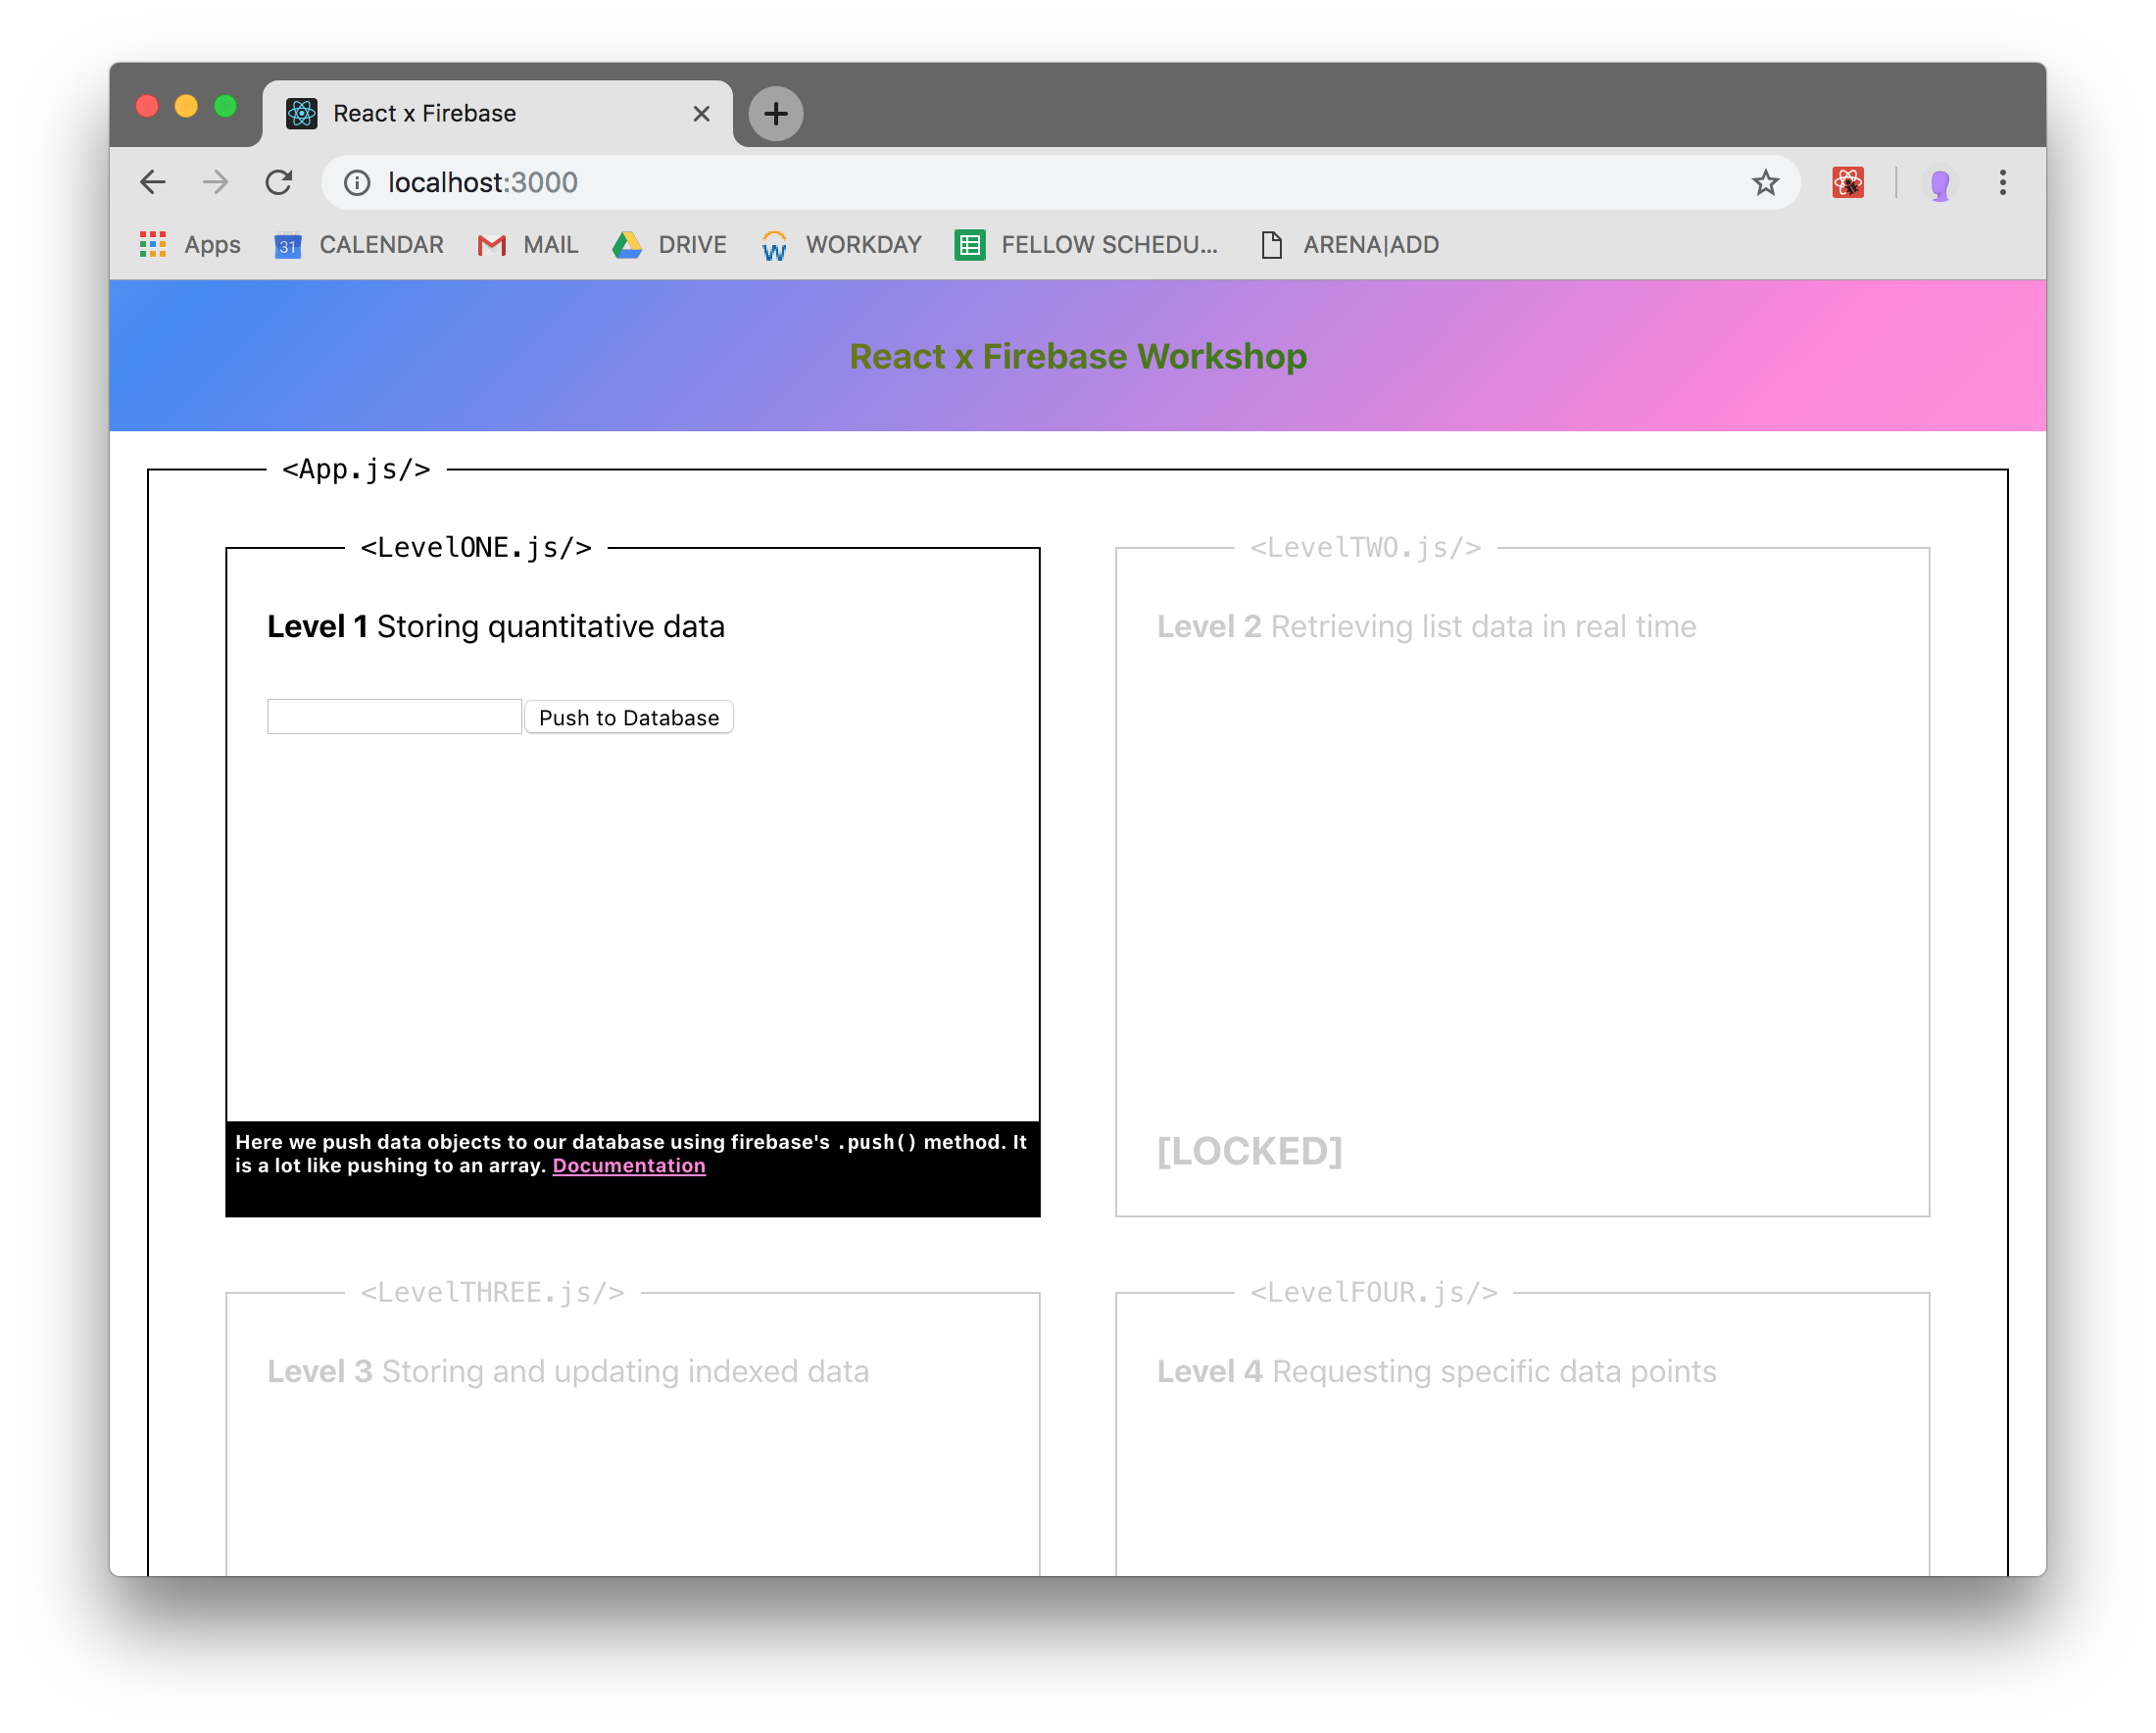 React x Firebase
localhost:3000
Apps
31
CALENDAR
MAIL
DRIVE
WORKDAY
FELLOW SCHEDU...
ARENA|ADD
React x Firebase Workshop
<App.js/>
<LevelONE.js/>
Level 1 Storing quantitative data
Push to Database
Here we push data objects to our database using firebase's .push() method. It
is a lot like pushing to an array. Documentation
<LevelTWO.js/>
Level 2 Retrieving list data in real time
[LOCKED]
<LevelTHREE.js/>
Level 3 Storing and updating indexed data
<LevelFOUR.js/>
Level 4 Requesting specific data points